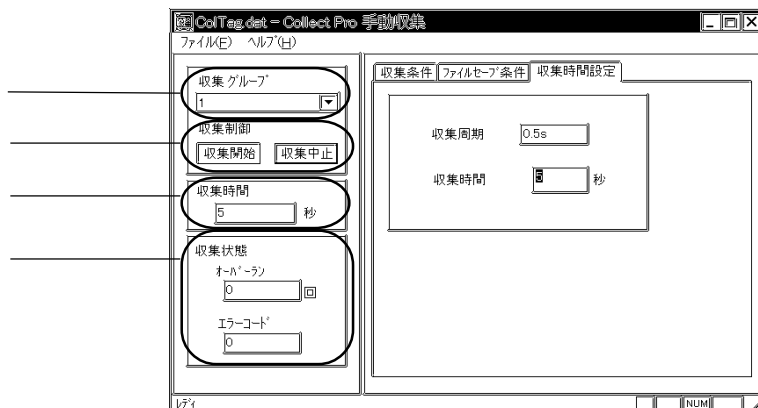 ColTag.dat - Collect Pro 手動収集
ﾌｧｲﾙ(E) ﾍﾙﾌﾟ(H)
収集ｸﾞﾙｰﾌﾟ
1
収集制御
収集開始 収集中止
収集時間
5 秒
収集状態
ｵｰﾊﾞｰﾗﾝ
0 回
ｴﾗｰｺｰﾄﾞ
0
収集条件 ﾌｧｲﾙｾｰﾌﾞ条件 収集時間設定
収集周期 0.5s
収集時間 5 秒
ﾚﾃﾞｨ NUM